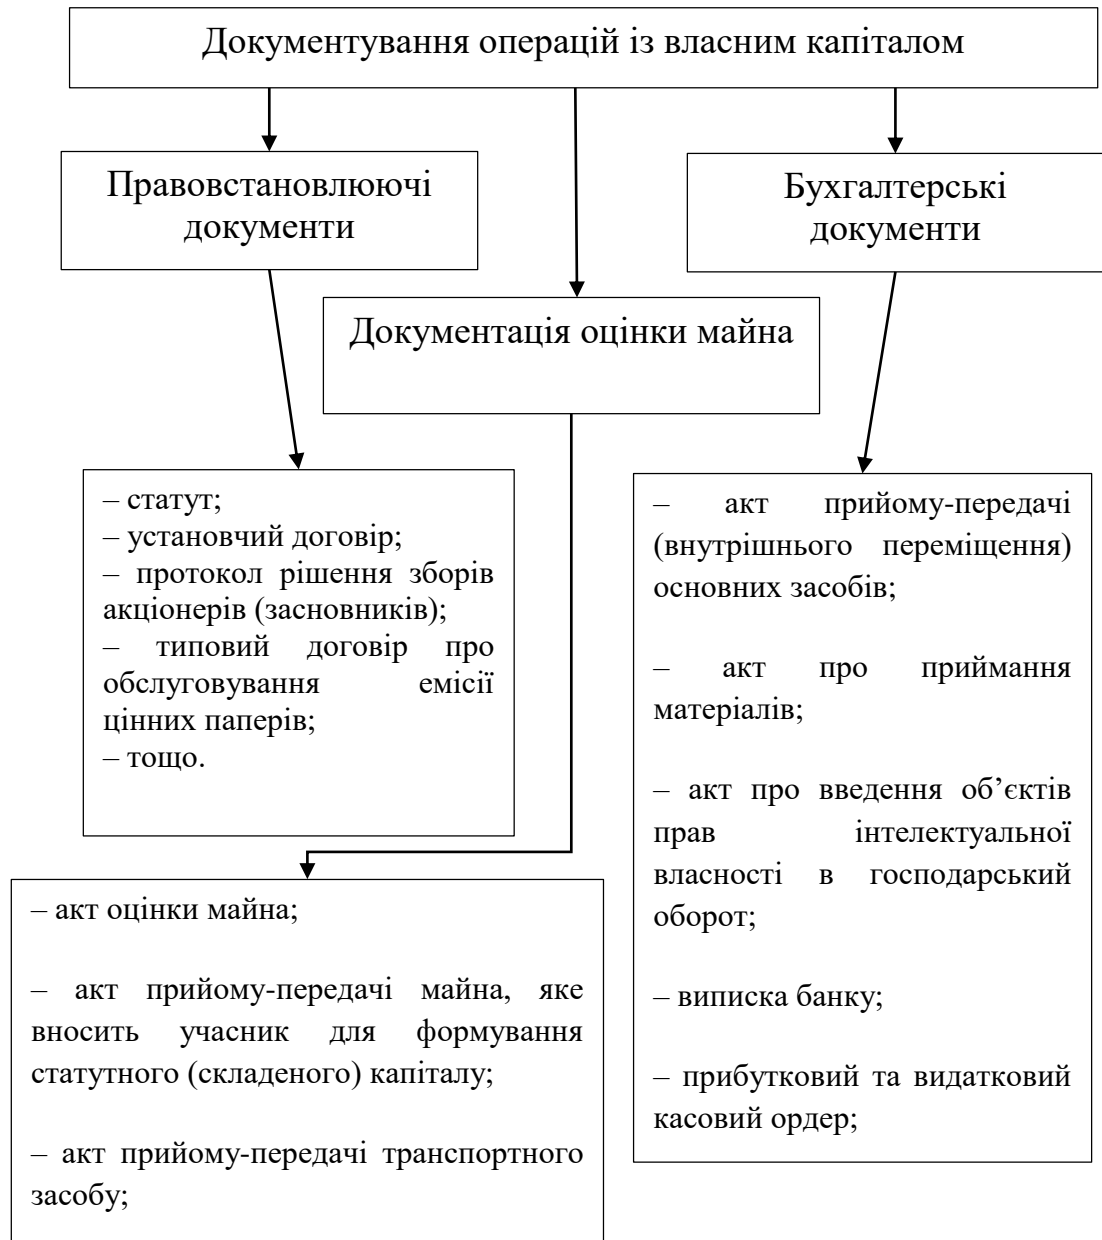 Документування операцій із власним капіталом
Правовстановлюючі
документи
Бухгалтерські
документи
Документація оцінки майна
– статут;
– установчий договір;
– протокол рішення зборів
акціонерів (засновників);
– типовий договір про
обслуговування емісії
цінних паперів;
– тощо.
– акт прийому-передачі
(внутрішнього переміщення)
основних засобів;
– акт про приймання
матеріалів;
– акт про введення об’єктів
прав інтелектуальної
власності в господарський
оборот;
– виписка банку;
– прибутковий та видатковий
касовий ордер;
– акт оцінки майна;
– акт прийому-передачі майна, яке
вносить учасник для формування
статутного (складеного) капіталу;
– акт прийому-передачі транспортного
засобу;